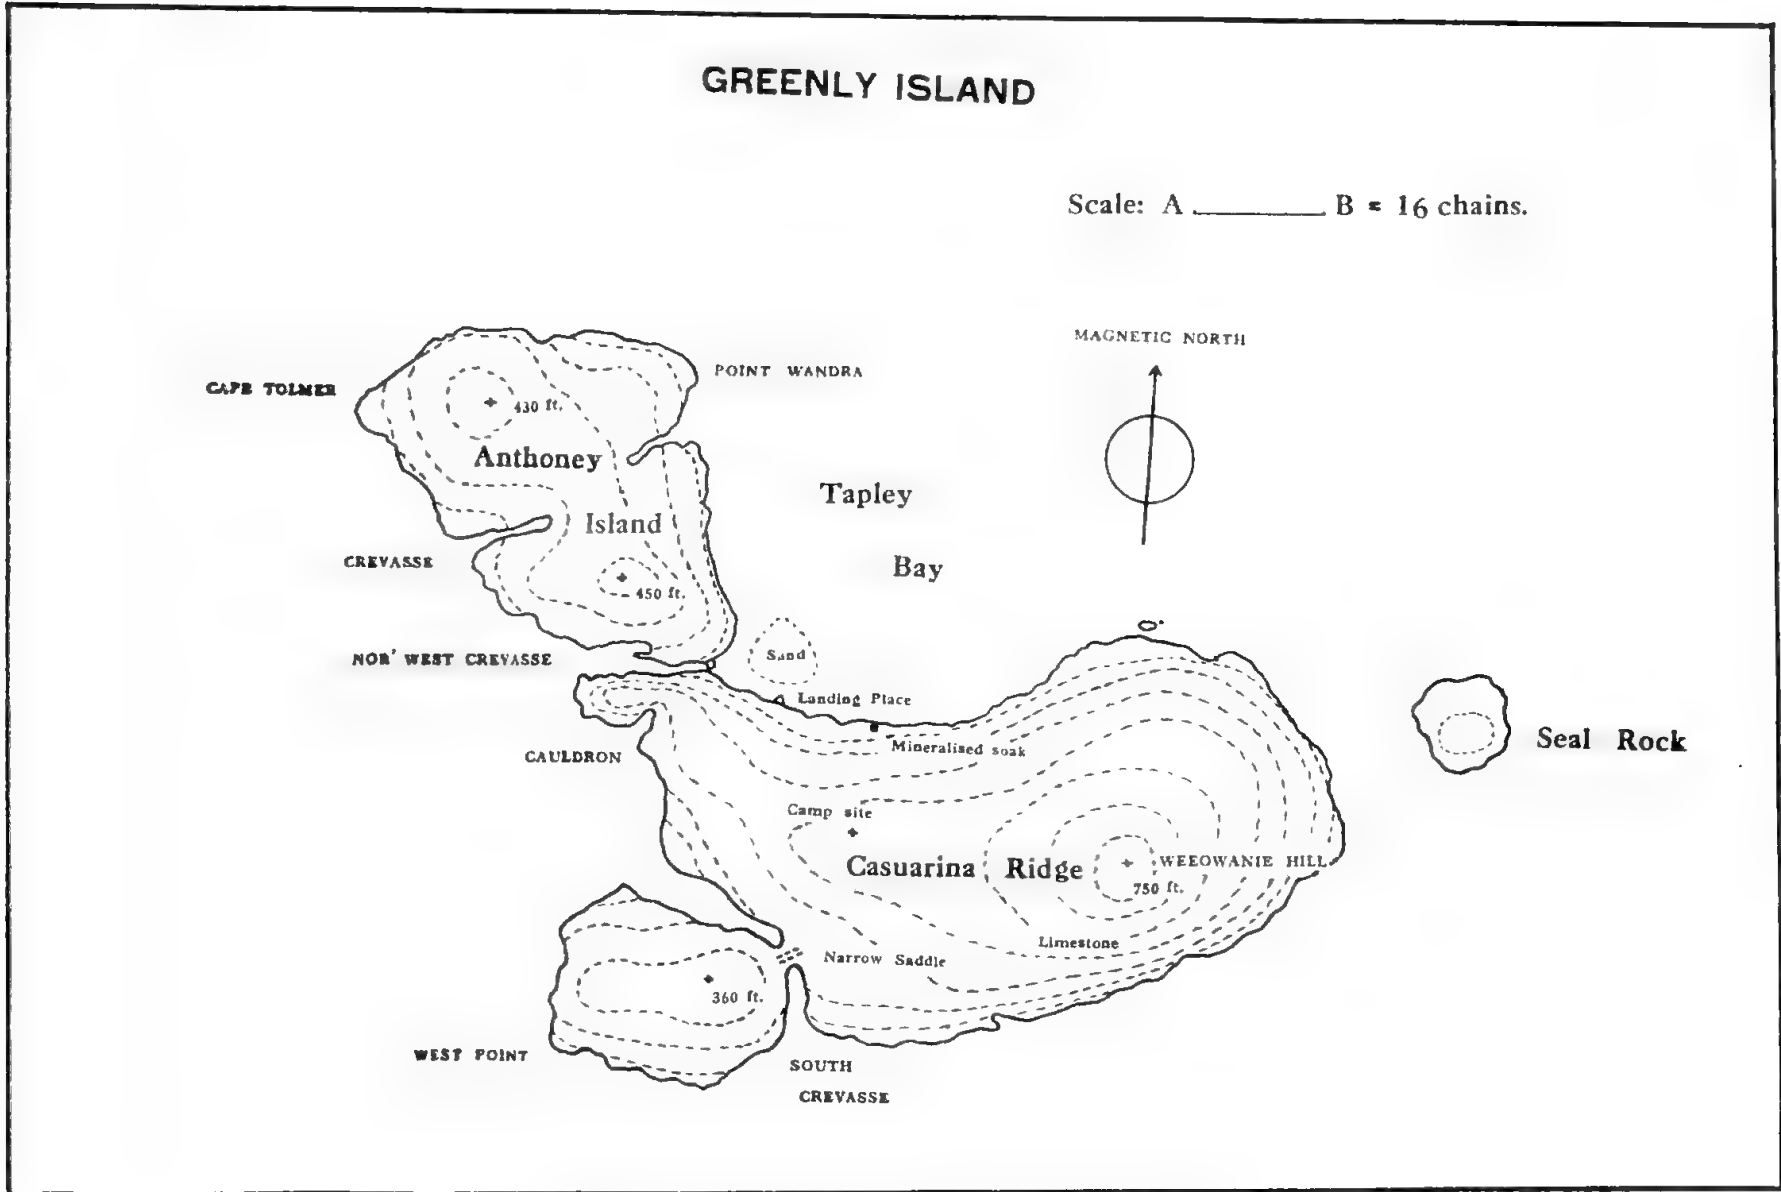 GREENLY ISLAND
Scale: A ________ B = 16 chains.
MAGNETIC NORTH
POINT WANDRA
CAPE TOLMER
430 ft.
Anthoney
Tapley
Island
CREVASSE
Bay
450 ft.
Sand
NOR' WEST CREVASSE
Landing Place
Seal Rock
Mineralised soak
CAULDRON
Camp site
Casuarina Ridge
WEEOWANIE HILL
750 ft.
Limestone
Narrow Saddle
360 ft.
WEST POINT
SOUTH
CREVASSE